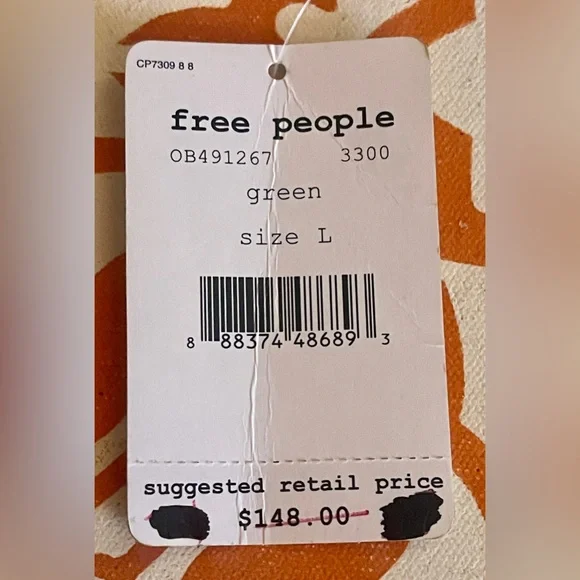 CP7309 8 8
free people
OB491267 3300
green
size L
8 88374 48689 3
suggested retail price
$148.00